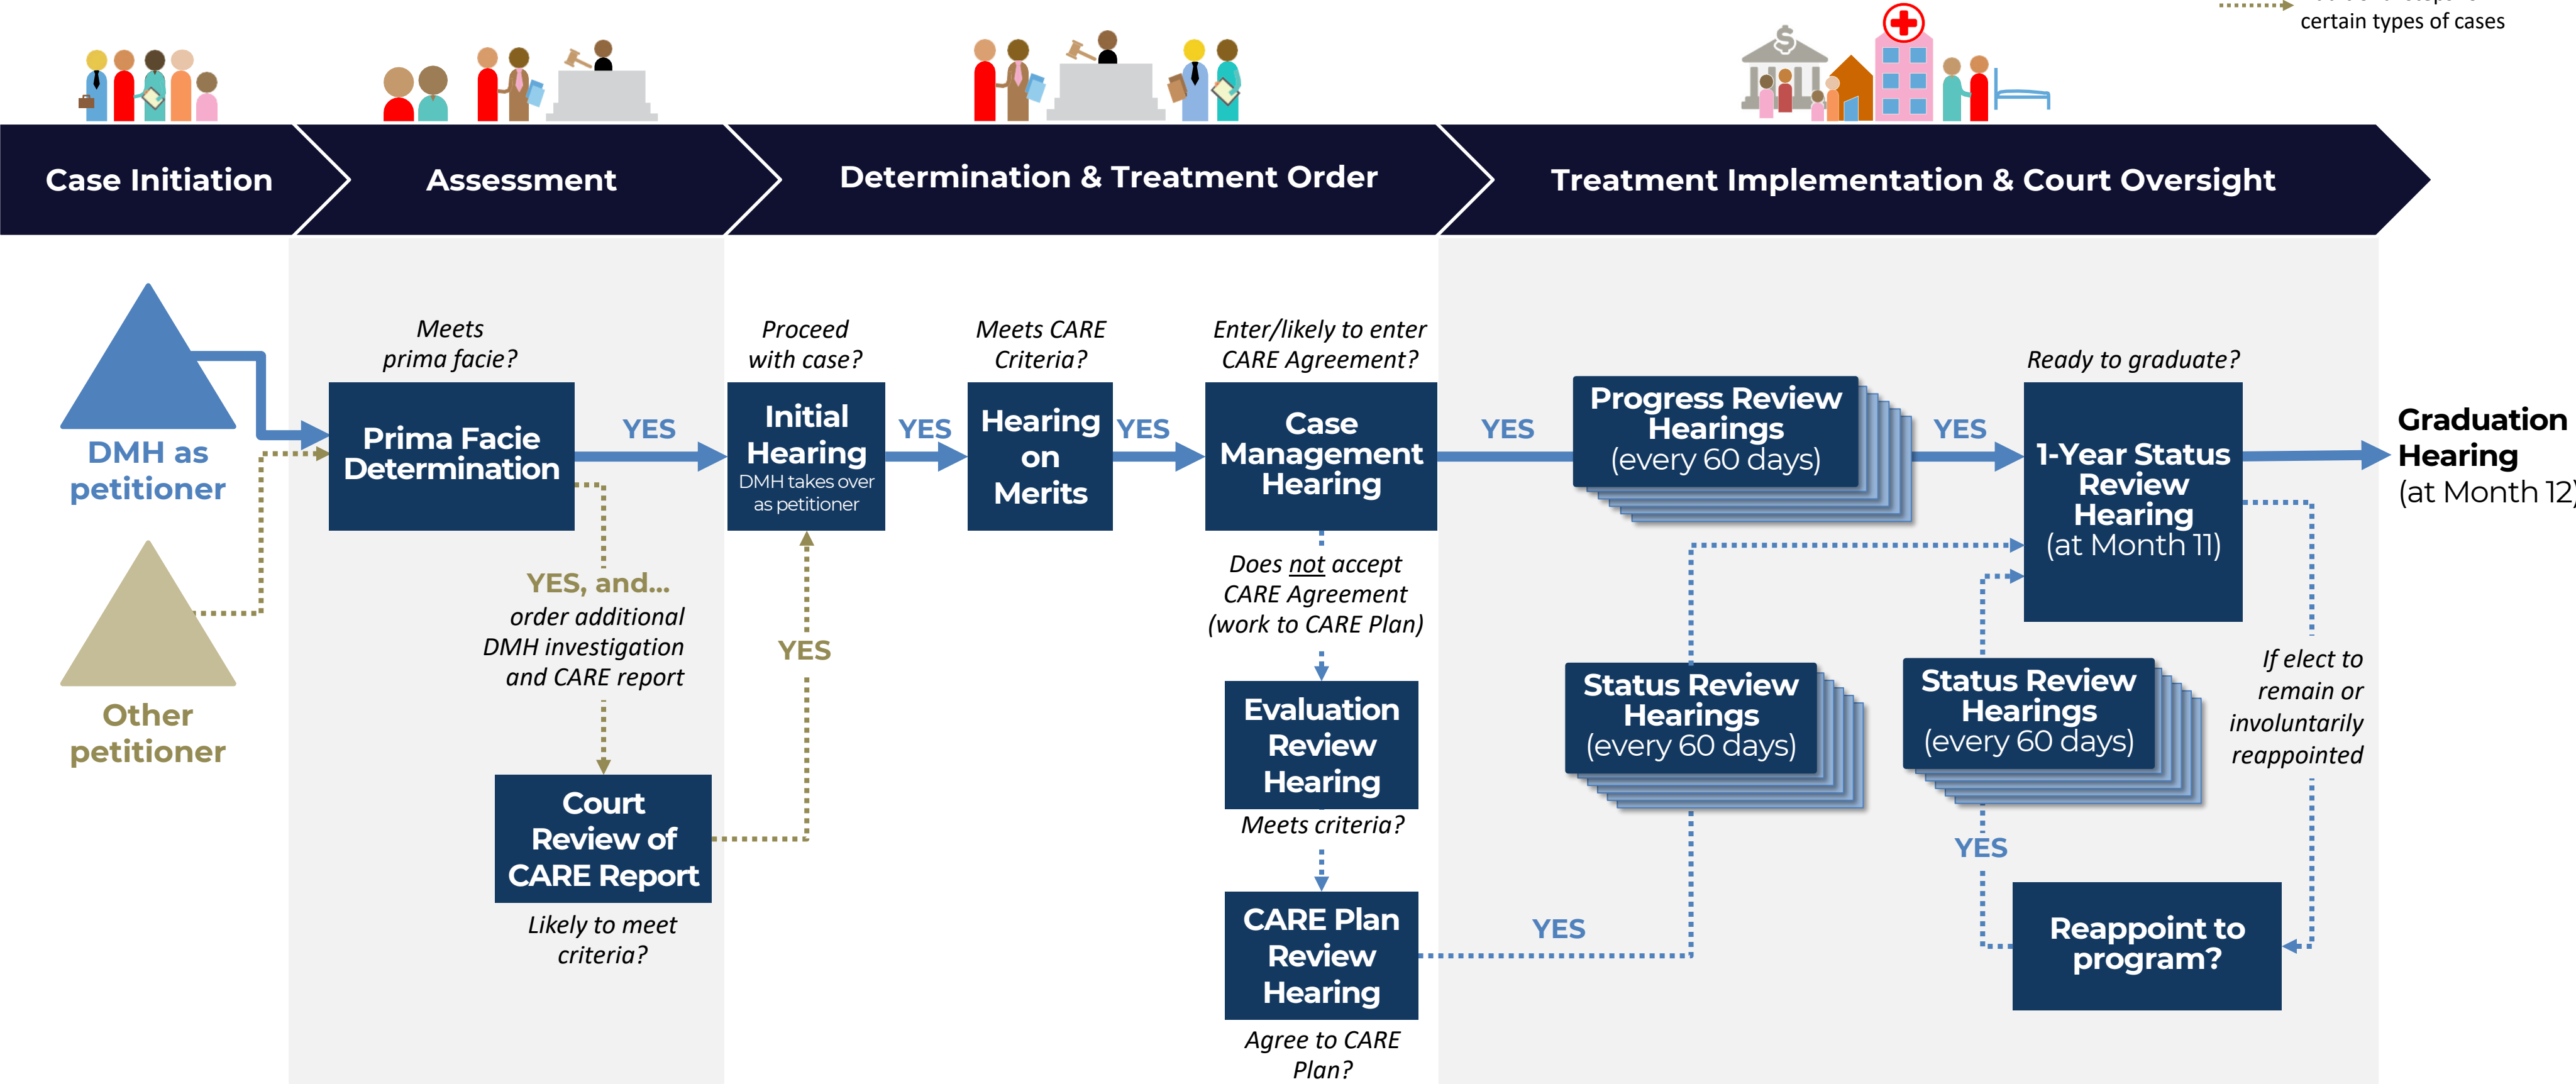 certain types of cases
$
Case Initiation
Assessment
Determination & Treatment Order
Treatment Implementation & Court Oversight
DMH as
petitioner
Other
petitioner
Meets
prima facie?
Prima Facie
Determination
YES
YES, and...
order additional
DMH investigation
and CARE report
Court
Review of
CARE Report
Likely to meet
criteria?
YES
Proceed
with case?
Initial
Hearing
DMH takes over
as petitioner
YES
Meets CARE
Criteria?
Hearing
on
Merits
YES
Enter/likely to enter
CARE Agreement?
Case
Management
Hearing
Does not accept
CARE Agreement
(work to CARE Plan)
Evaluation
Review
Hearing
Meets criteria?
CARE Plan
Review
Hearing
Agree to CARE
Plan?
YES
Progress Review
Hearings
(every 60 days)
YES
YES
Status Review
Hearings
(every 60 days)
Ready to graduate?
1-Year Status
Review
Hearing
(at Month 11)
Status Review
Hearings
(every 60 days)
YES
If elect to
remain or
involuntarily
reappointed
Reappoint to
program?
Graduation
Hearing
(at Month 12)